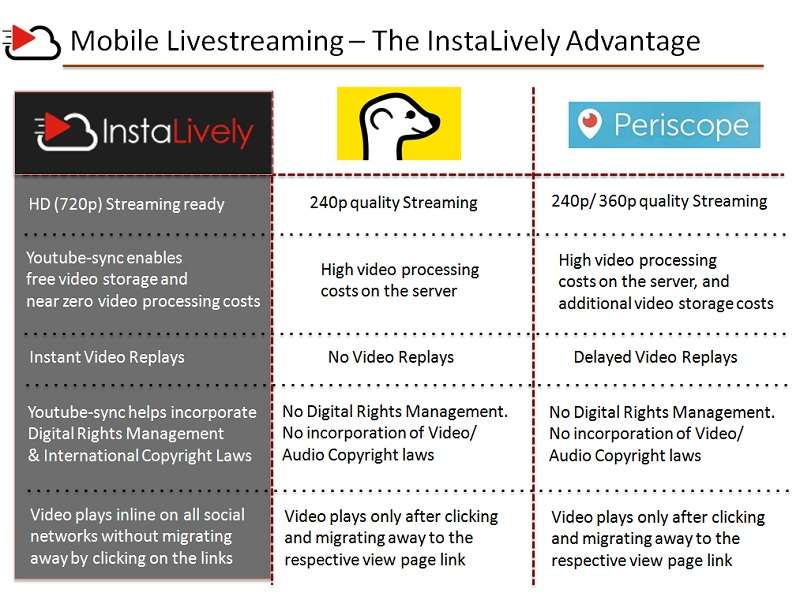 Mobile Livestreaming – The InstaLively Advantage
InstaLively
Periscope
HD (720p) Streaming ready
240p quality Streaming
240p/ 360p quality Streaming
Youtube-sync enables
free video storage and
near zero video processing costs
High video processing
costs on the server
High video processing
costs on the server, and
additional video storage costs
Instant Video Replays
No Video Replays
Delayed Video Replays
Youtube-sync helps incorporate
Digital Rights Management
& International Copyright Laws
No Digital Rights Management.
No incorporation of Video/
Audio Copyright laws
No Digital Rights Management.
No incorporation of Video/
Audio Copyright laws
Video plays inline on all social
networks without migrating
away by clicking on the links
Video plays only after clicking
and migrating away to the
respective view page link
Video plays only after clicking
and migrating away to the
respective view page link